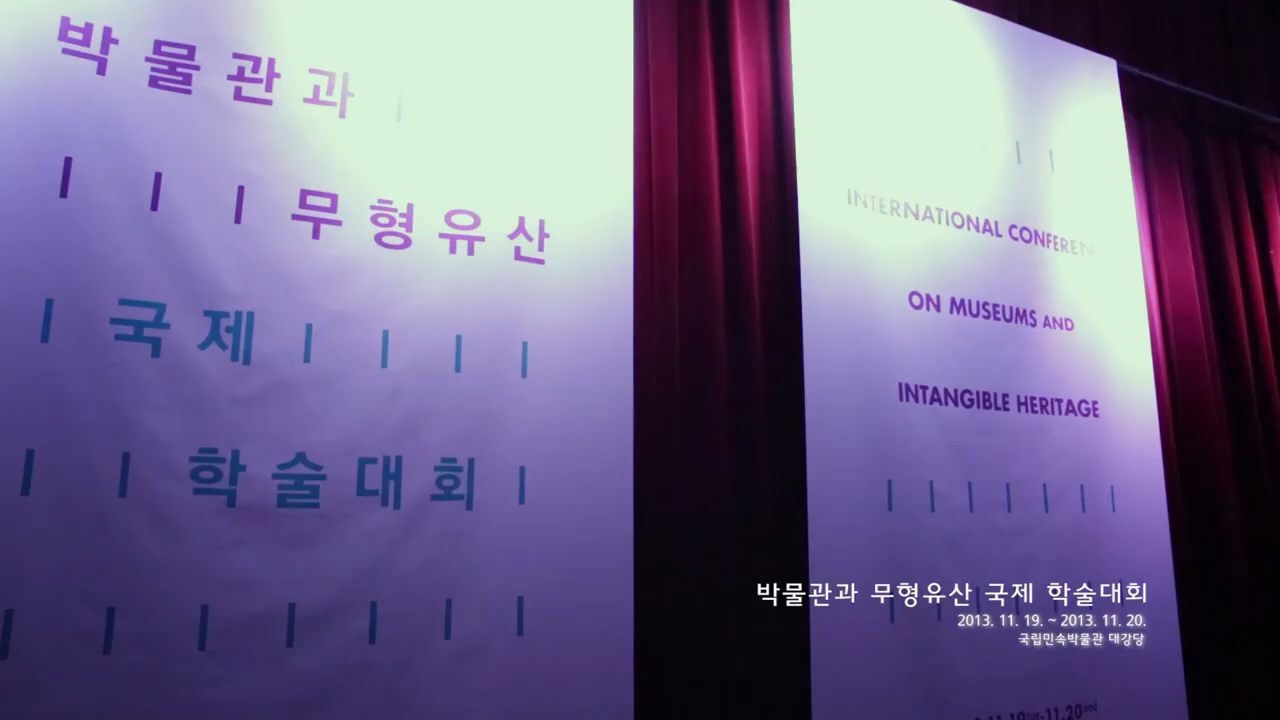 박물관과
무형유산
국제
학술대회
INTERNATIONAL CONFEREN
ON MUSEUMS AND
INTANGIBLE HERITAGE
박물관과 무형유산 국제 학술대회
2013. 11. 19. ~ 2013. 11. 20.
국립민속박물관 대강당